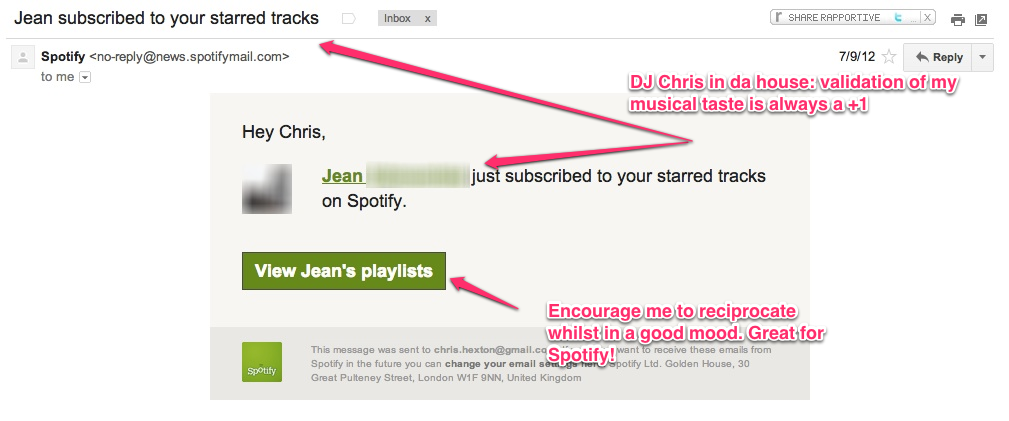 Jean subscribed to your starred tracks
Inbox x
SHARE RAPPORTIVE x
Spotify <no-reply@news.spotifymail.com>
7/9/12
Reply
to me
DJ Chris in da house: validation of my
musical taste is always a +1
Hey Chris,
Jean just subscribed to your starred tracks
on Spotify.
View Jean's playlists
Encourage me to reciprocate
whilst in a good mood. Great for
Spotify!
Spotify
This message was sent to chris.hexton@gmail.co want to receive these emails from
Spotify in the future you can change your email settings here. Spotify Ltd. Golden House, 30
Great Pulteney Street, London W1F 9NN, United Kingdom